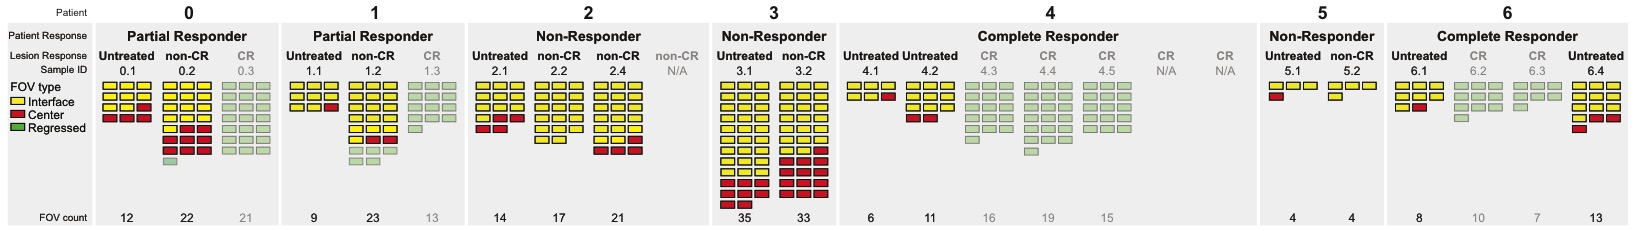 Patient 0 1 2 3 4 5 6
Patient Response Partial Responder Partial Responder Non-Responder Non-Responder Complete Responder Non-Responder Complete Responder
Lesion Response Untreated non-CR CR Untreated non-CR CR Untreated non-CR non-CR non-CR Untreated non-CR Untreated Untreated CR CR CR CR CR Untreated non-CR Untreated CR CR Untreated
Sample ID 0.1 0.2 0.3 1.1 1.2 1.3 2.1 2.2 2.4 N/A 3.1 3.2 4.1 4.2 4.3 4.4 4.5 N/A N/A 5.1 5.2 6.1 6.2 6.3 6.4
FOV type
Interface
Center
Regressed
FOV count 12 22 21 9 23 13 14 17 21 35 33 6 11 16 19 15 4 4 8 10 7 13